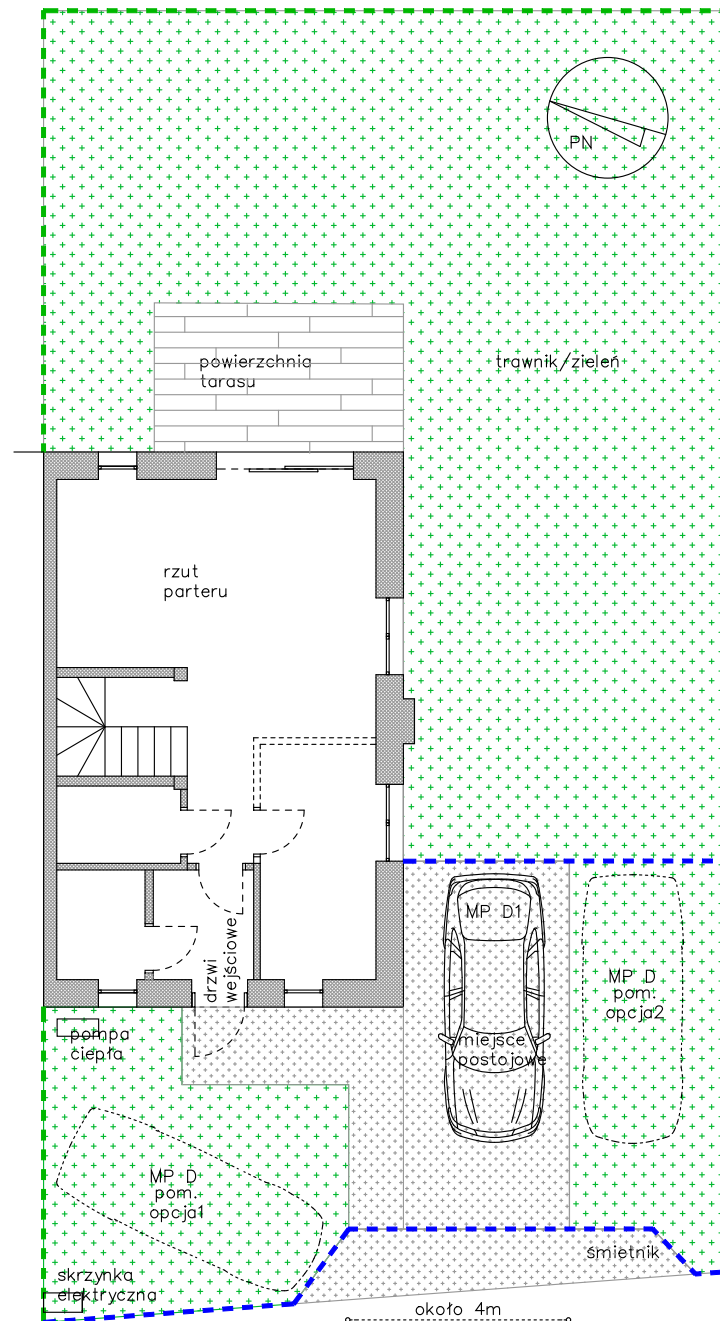 PN
powierzchnia
tarasu
trawnik/zieleń
rzut
parteru
drzwi
wejściowe
MP D1
MP D
pom.
opcja2
pompa
ciepła
miejsce
postojowe
MP D
pom.
opcja1
śmietnik
skrzynka
elektryczna
około 4m